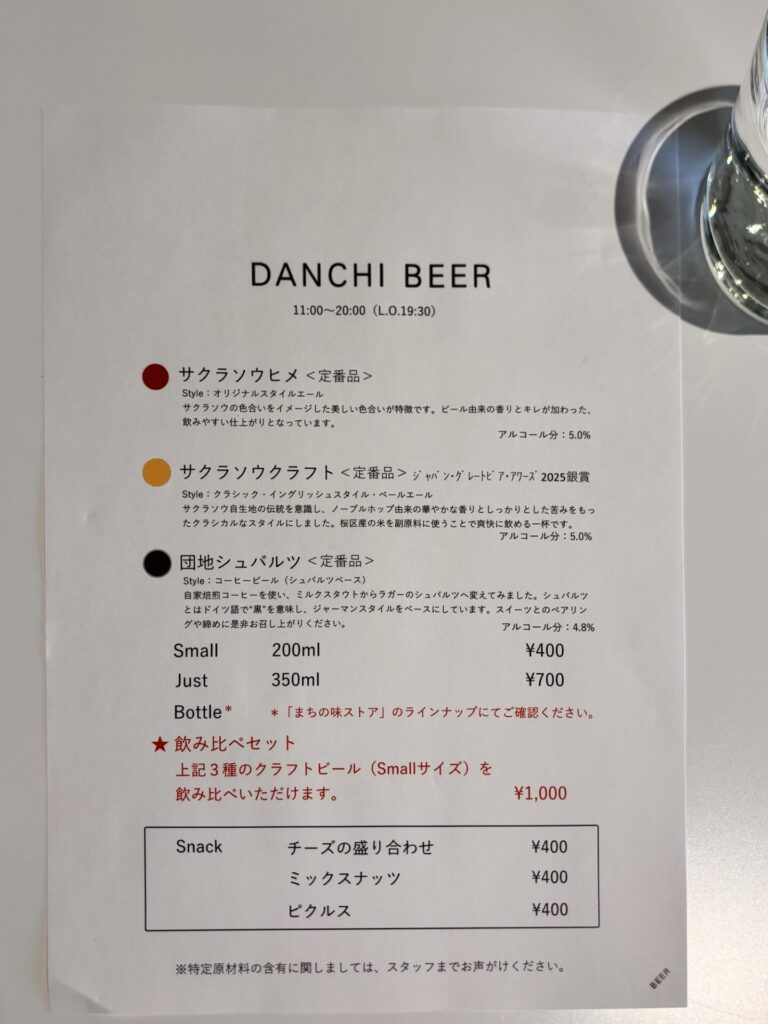 DANCHI BEER
11:00～20:00（L.O.19:30）
サクラソウヒメ＜定番品＞
Style：オリジナルスタイルエール
サクラソウの色合いをイメージした美しい色合いが特徴です。ビール由来の香りとキレが加わった、
飲みやすい仕上がりとなっています。
アルコール分：5.0%
サクラソウクラフト＜定番品＞ ｼﾞｬﾊﾟﾝ･ｸﾞﾚｰﾄﾋﾞｱ･ｱﾜｰｽﾞ2025銀賞
Style：クラシック・イングリッシュスタイル・ペールエール
サクラソウ自生地の伝統を意識し、ノーブルホップ由来の華やかな香りとしっかりとした苦みをもっ
たクラシカルなスタイルにしました。桜区産の米を副原料に使うことで爽快に飲める一杯です。
アルコール分：5.0%
団地シュバルツ＜定番品＞
Style：コーヒービール（シュバルツベース）
自家焙煎コーヒーを使い、ミルクスタウトからラガーのシュバルツへ変えてみました。シュバルツ
とはドイツ語で“黒”を意味し、ジャーマンスタイルをベースにしています。スイーツとのペアリン
グや締めに是非お召し上がりください。
アルコール分：4.8%
Small 200ml ¥400
Just 350ml ¥700
Bottle* ＊「まちの味ストア」のラインナップにてご確認ください。
★ 飲み比べセット
上記３種のクラフトビール（Smallサイズ）を
飲み比べいただけます。 ¥1,000
Snack チーズの盛り合わせ ¥400
ミックスナッツ ¥400
ピクルス ¥400
※特定原材料の含有に関しましては、スタッフまでお声がけください。
BEER